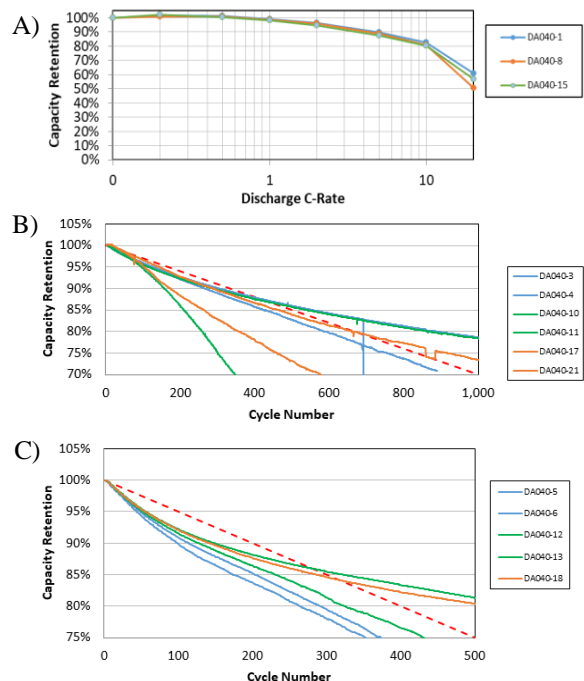 A)
Capacity Retention
100%
90%
80%
70%
60%
50%
40%
30%
20%
10%
0%
0
1
10
Discharge C-Rate
DA040-1
DA040-8
DA040-15
B)
Capacity Retention
105%
100%
95%
90%
85%
80%
75%
70%
0
200
400
600
800
1,000
Cycle Number
DA040-3
DA040-4
DA040-10
DA040-11
DA040-17
DA040-21
C)
Capacity Retention
105%
100%
95%
90%
85%
80%
75%
0
100
200
300
400
500
Cycle Number
DA040-5
DA040-6
DA040-12
DA040-13
DA040-18